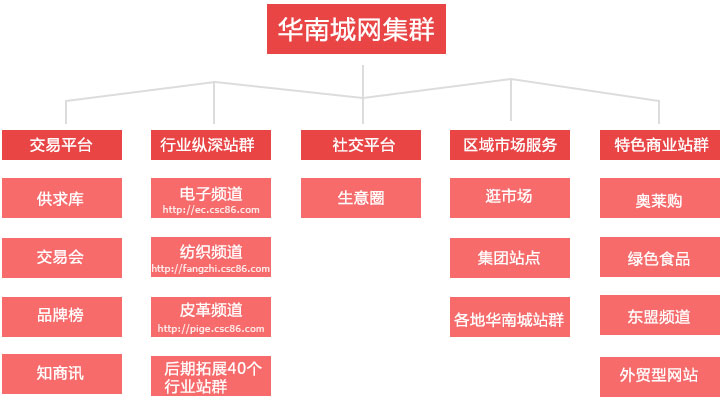 华南城网集群
交易平台
行业纵深站群
社交平台
区域市场服务
特色商业站群
供求库
电子频道
http://ec.csc86.com
生意圈
逛市场
奥莱购
交易会
纺织频道
http://fangzhi.csc86.com
集团站点
绿色食品
品牌榜
皮革频道
http://pige.csc86.com
各地华南城站群
东盟频道
知商讯
后期拓展40个
行业站群
外贸型网站